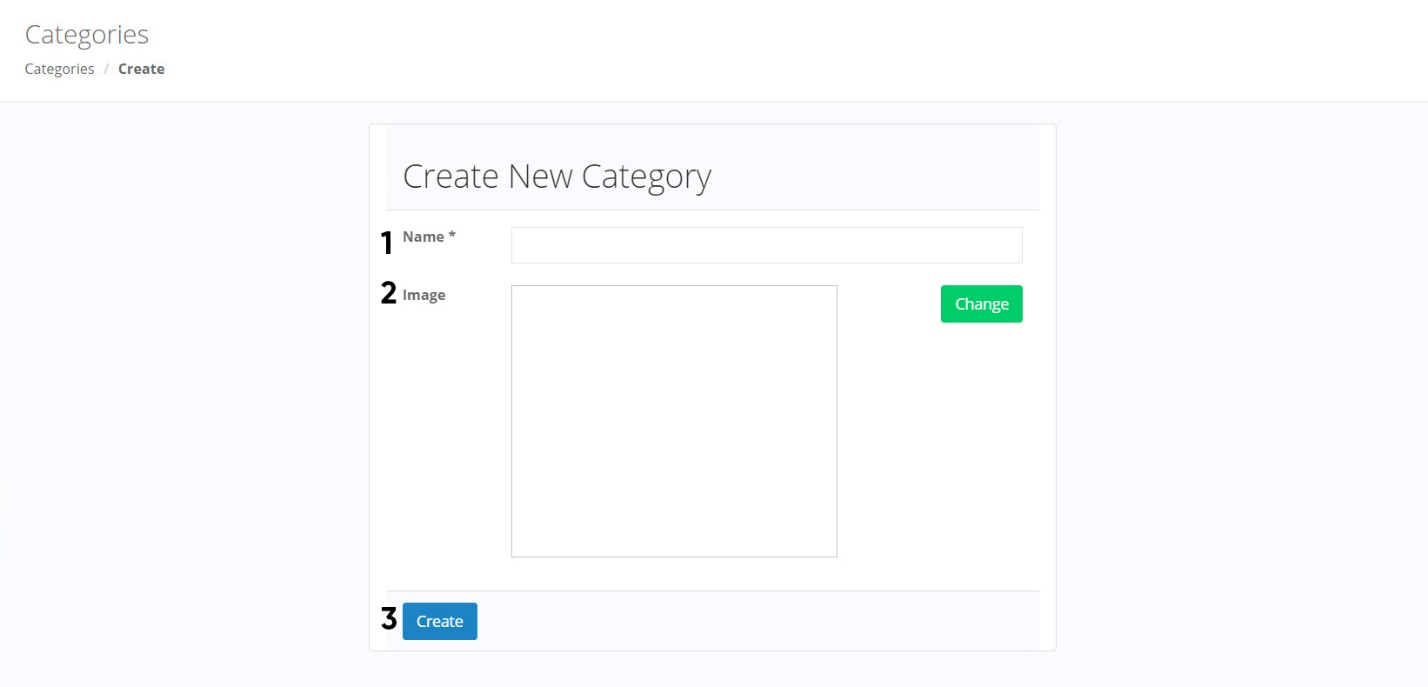 Categories
Categories / Create
Create New Category
1 Name *
2 Image
Change
3 Create